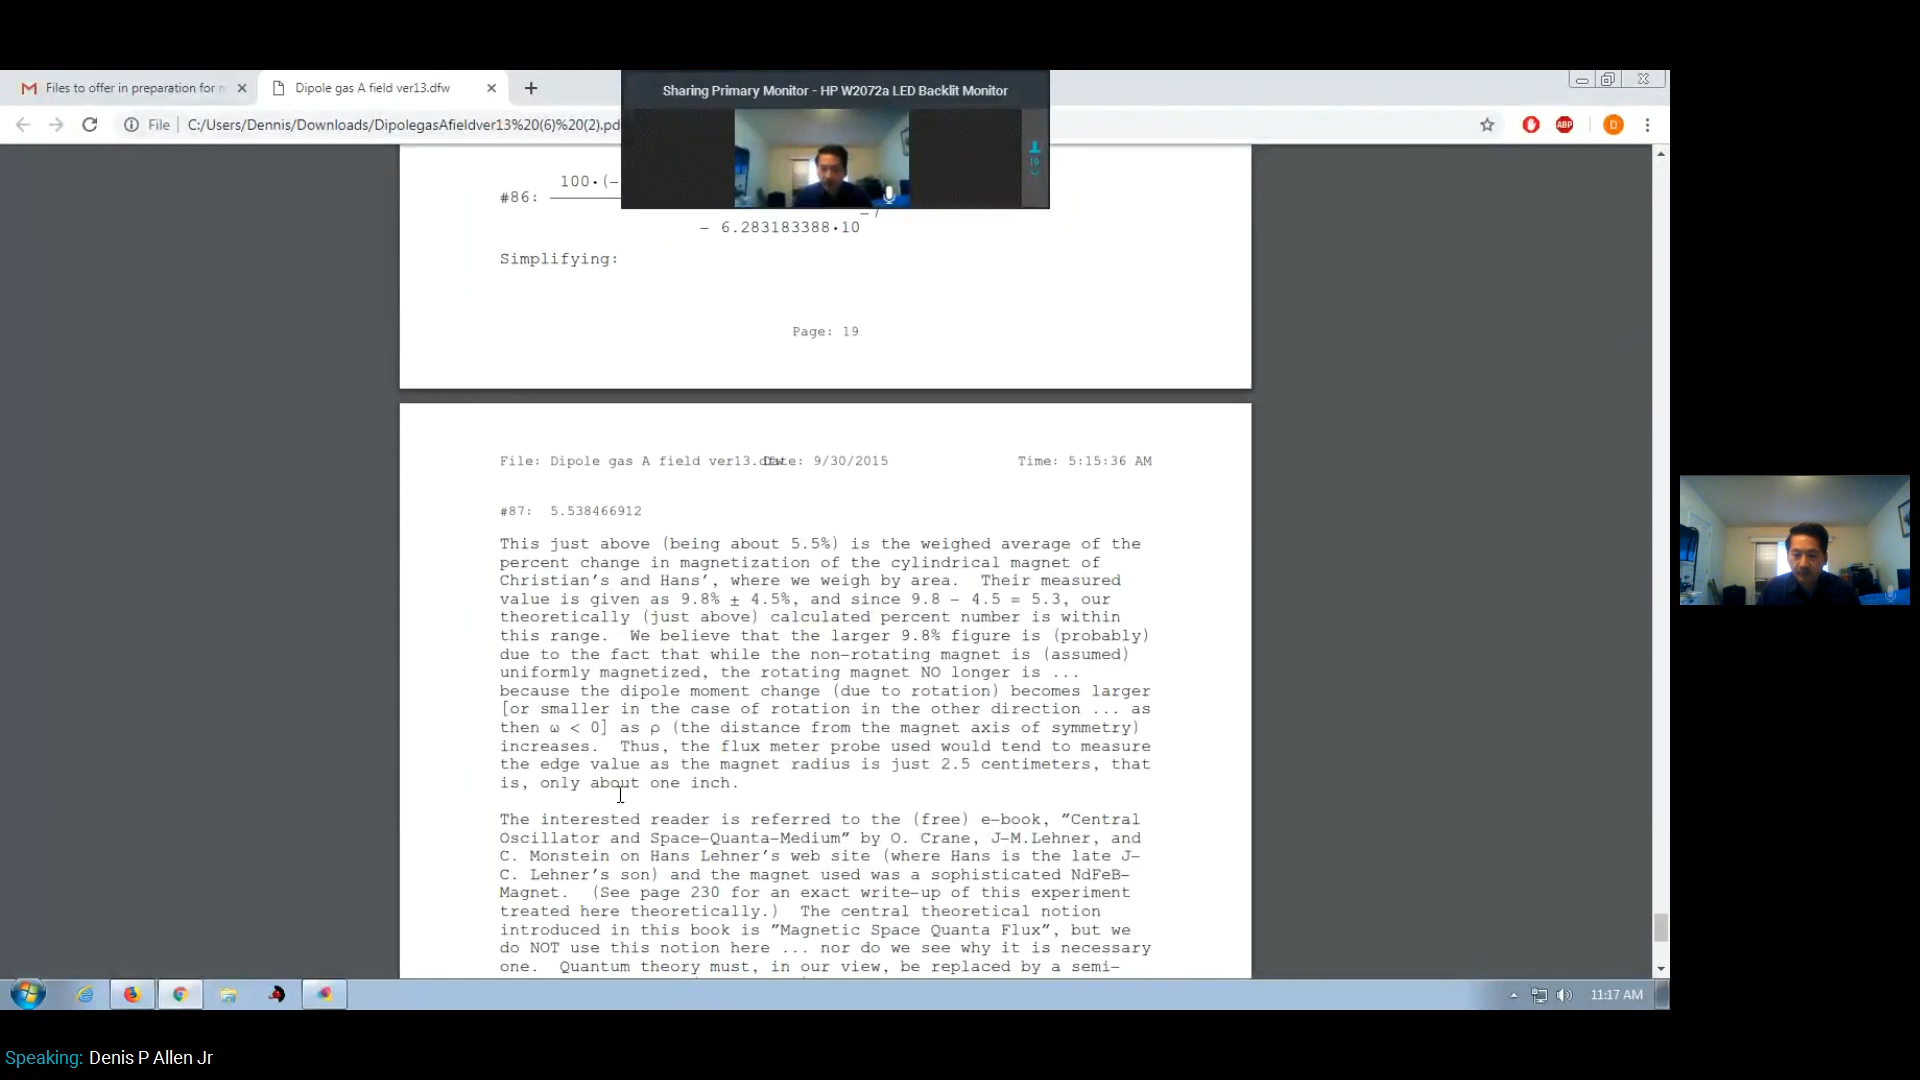 Files to offer in preparation for
Dipole gas A field ver13.dfw
Sharing Primary Monitor - HP W2072a LED Backlit Monitor
File
C:/Users/Dennis/Downloads/DipolegasAfieldver13%20(6)%20(2).pd
ABP
D
19
100·(-
#86:
-7
- 6.283183388·10
Simplifying:
Page: 19
File: Dipole gas A field ver13.dfw Date: 9/30/2015 Time: 5:15:36 AM
#87: 5.538466912
This just above (being about 5.5%) is the weighed average of the
percent change in magnetization of the cylindrical magnet of
Christian's and Hans', where we weigh by area. Their measured
value is given as 9.8% ± 4.5%, and since 9.8 - 4.5 = 5.3, our
theoretically (just above) calculated percent number is within
this range. We believe that the larger 9.8% figure is (probably)
due to the fact that while the non-rotating magnet is (assumed)
uniformly magnetized, the rotating magnet NO longer is ...
because the dipole moment change (due to rotation) becomes larger
[or smaller in the case of rotation in the other direction ... as
then ω < 0] as ρ (the distance from the magnet axis of symmetry)
increases. Thus, the flux meter probe used would tend to measure
the edge value as the magnet radius is just 2.5 centimeters, that
is, only about one inch.
The interested reader is referred to the (free) e-book, "Central
Oscillator and Space-Quanta-Medium" by O. Crane, J-M.Lehner, and
C. Monstein on Hans Lehner's web site (where Hans is the late J-
C. Lehner's son) and the magnet used was a sophisticated NdFeB-
Magnet. (See page 230 for an exact write-up of this experiment
treated here theoretically.) The central theoretical notion
introduced in this book is "Magnetic Space Quanta Flux", but we
do NOT use this notion here ... nor do we see why it is necessary
one. Quantum theory must, in our view, be replaced by a semi-
11:17 AM
Speaking: Denis P Allen Jr